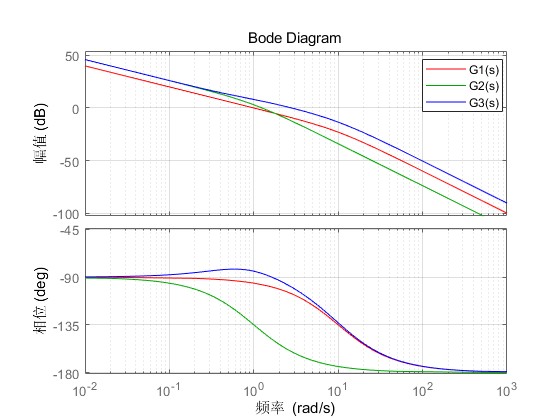 Bode Diagram
50
0
-50
-100
幅值 (dB)
G1(s)
G2(s)
G3(s)
-45
-90
-135
-180
相位 (deg)
10^-2
10^-1
10^0
10^1
10^2
10^3
频率 (rad/s)